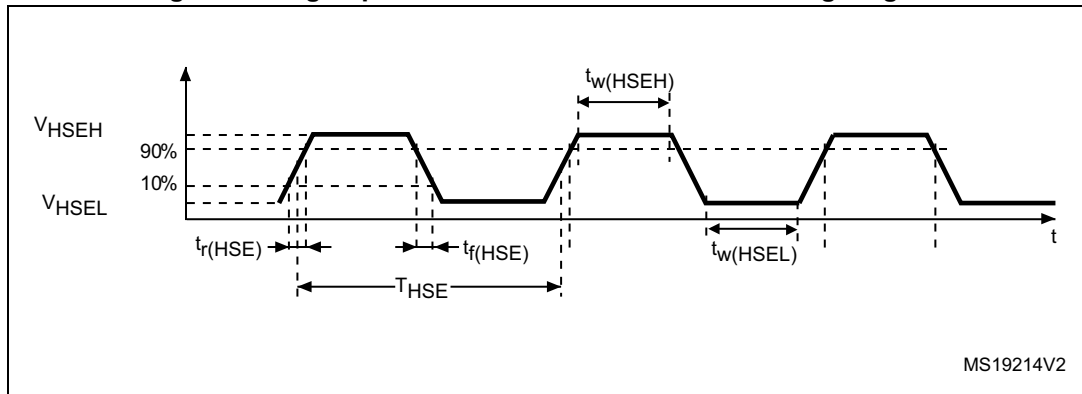 tw(HSEH)
VHSEH
90%
10%
VHSEL
tr(HSE)
tf(HSE)
tw(HSEL)
t
THSE
MS19214V2